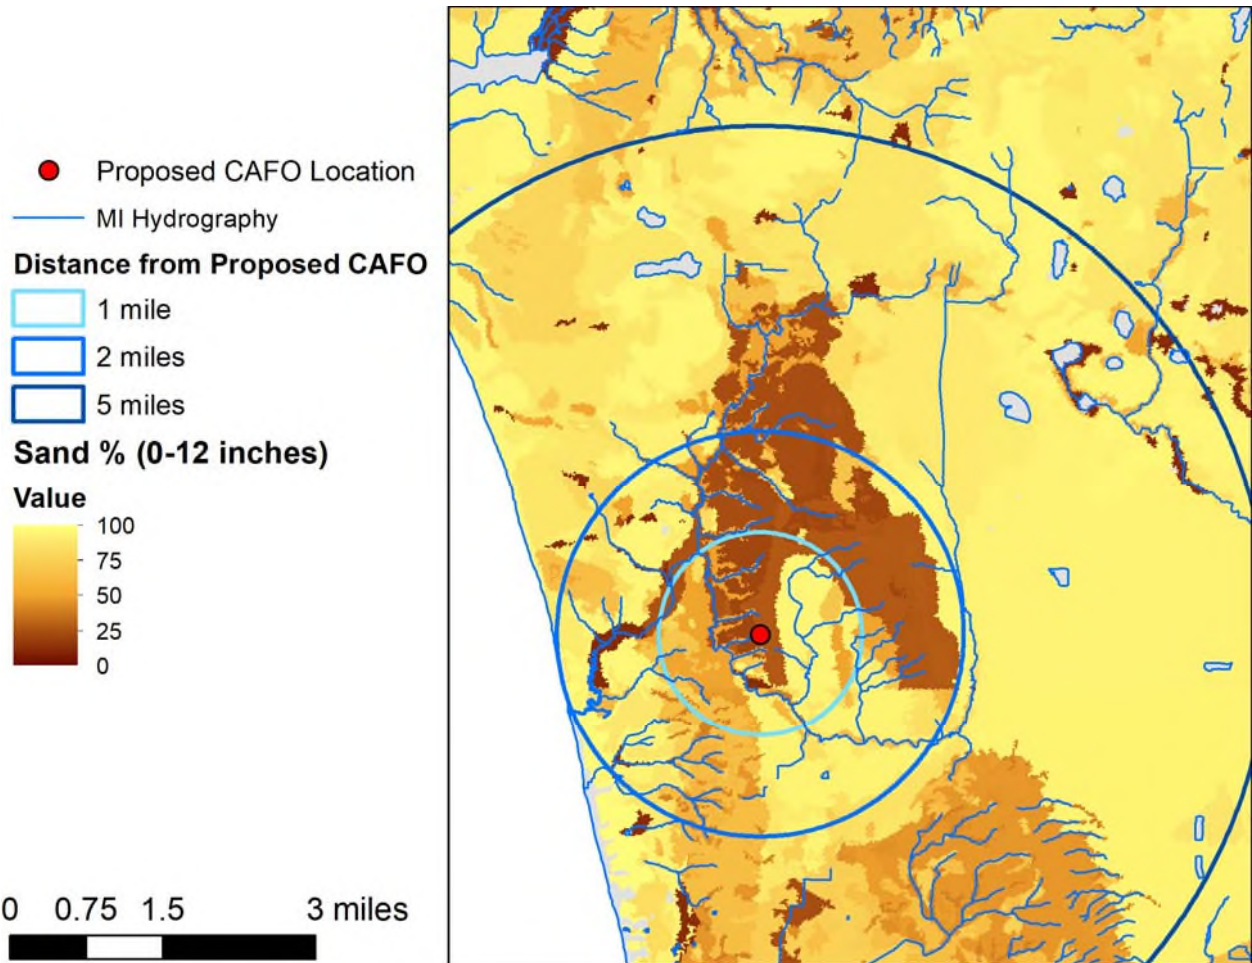 Proposed CAFO Location
MI Hydrography
Distance from Proposed CAFO
1 mile
2 miles
5 miles
Sand % (0-12 inches)
Value
100
75
50
25
0
0 0.75 1.5 3 miles